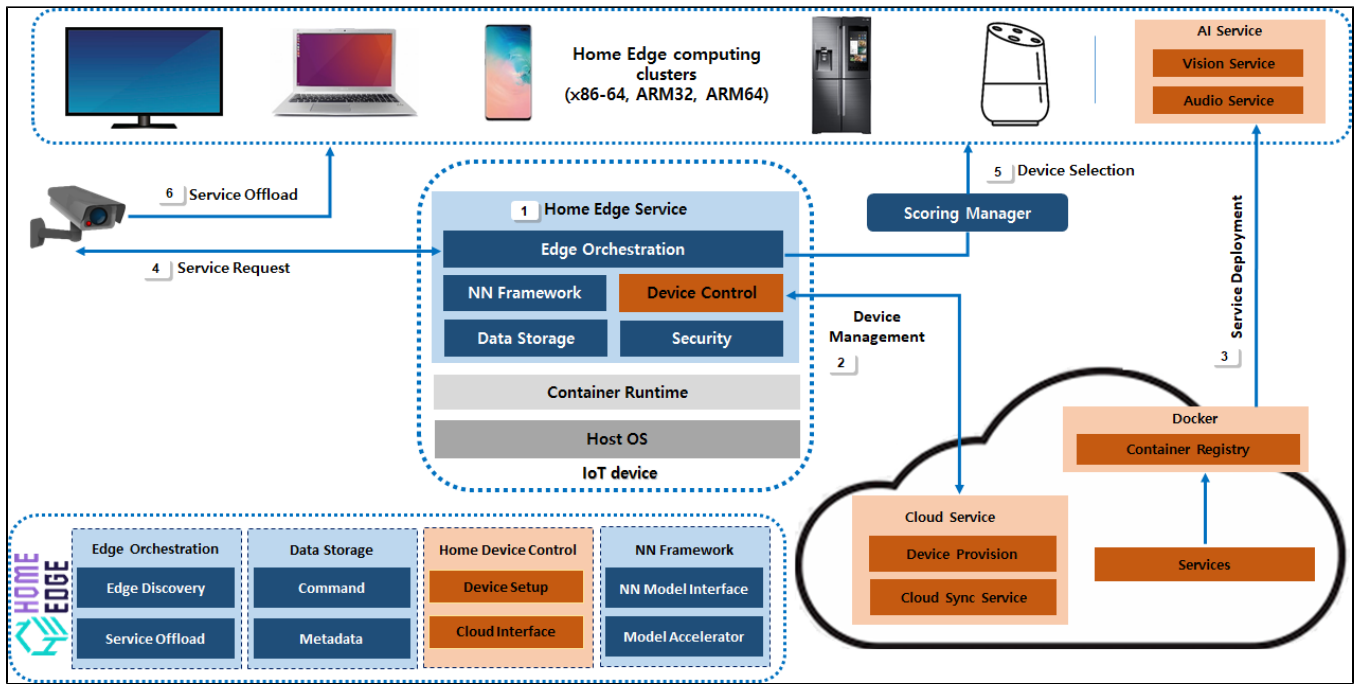 Home Edge computing
clusters
(x86-64, ARM32, ARM64)
AI Service
Vision Service
Audio Service
6 Service Offload
4 Service Request
1 Home Edge Service
Edge Orchestration
NN Framework
Device Control
Data Storage
Security
Container Runtime
Host OS
IoT device
5 Device Selection
Scoring Manager
Device
Management
2
3 Service Deployment
Docker
Container Registry
Cloud Service
Device Provision
Cloud Sync Service
Services
HOME
EDGE
Edge Orchestration
Edge Discovery
Service Offload
Data Storage
Command
Metadata
Home Device Control
Device Setup
Cloud Interface
NN Framework
NN Model Interface
Model Accelerator